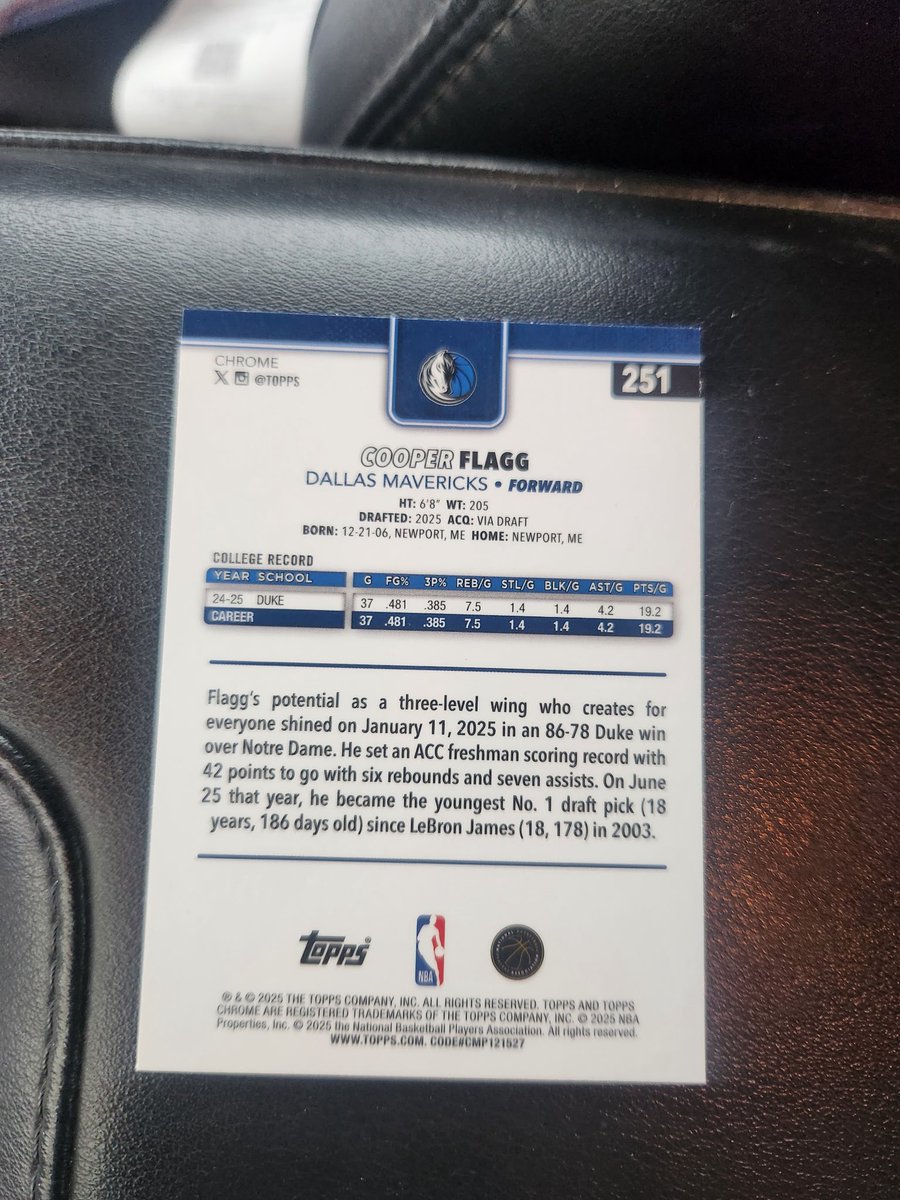 CHROME
251
X @TOPPS
COOPER FLAGG
DALLAS MAVERICKS • FORWARD
HT: 6'8" WT: 205
DRAFTED: 2025 ACQ: VIA DRAFT
BORN: 12-21-06, NEWPORT, ME HOME: NEWPORT, ME
COLLEGE RECORD
YEAR SCHOOL G FG% 3P% REB/G STL/G BLK/G AST/G PTS/G
24-25 DUKE 37 .481 .385 7.5 1.4 1.4 4.2 19.2
CAREER 37 .481 .385 7.5 1.4 1.4 4.2 19.2
Flagg's potential as a three-level wing who creates for
everyone shined on January 11, 2025 in an 86-78 Duke win
over Notre Dame. He set an ACC freshman scoring record with
42 points to go with six rebounds and seven assists. On June
25 that year, he became the youngest No. 1 draft pick (18
years, 186 days old) since LeBron James (18, 178) in 2003.
Topps®
NBA
℗ & © 2025 THE TOPPS COMPANY, INC. ALL RIGHTS RESERVED. TOPPS AND TOPPS
CHROME ARE REGISTERED TRADEMARKS OF THE TOPPS COMPANY, INC. © 2025 NBA
Properties, Inc. © 2025 the National Basketball Players Association. All rights reserved.
WWW.TOPPS.COM. CODE#CMP121527